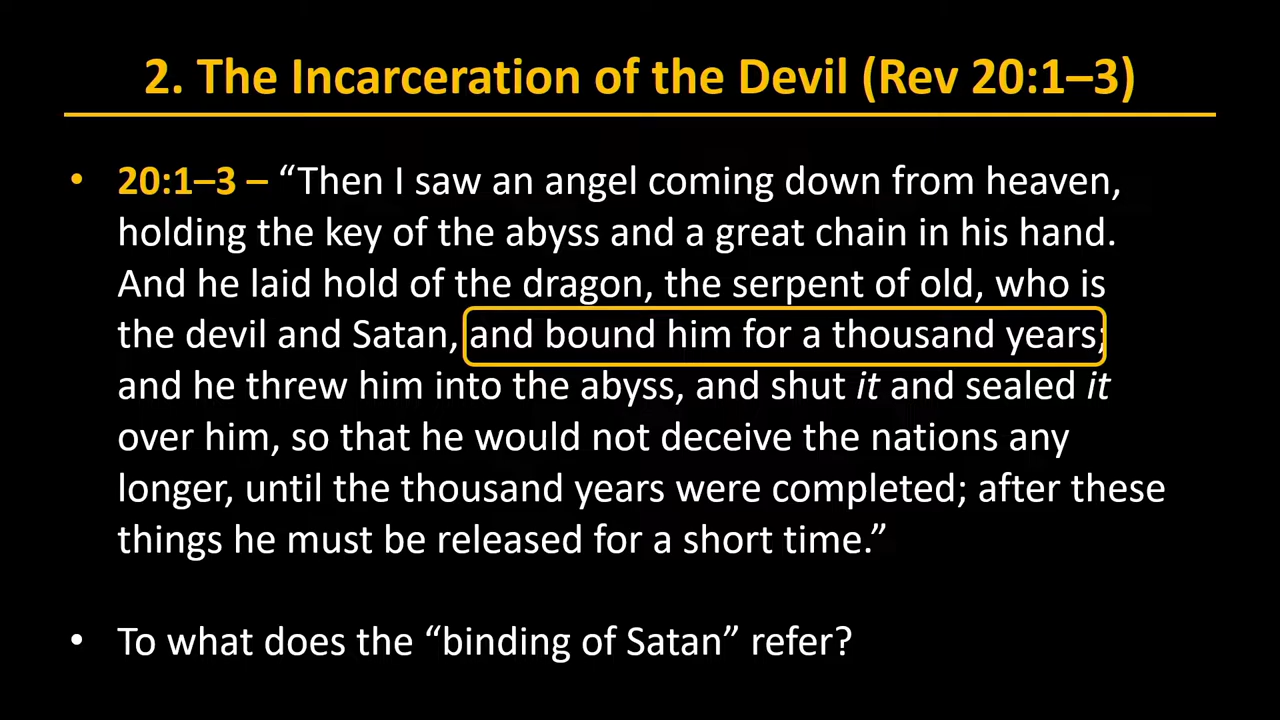 2. The Incarceration of the Devil (Rev 20:1–3)
• 20:1–3 – “Then I saw an angel coming down from heaven,
holding the key of the abyss and a great chain in his hand.
And he laid hold of the dragon, the serpent of old, who is
the devil and Satan, and bound him for a thousand years;
and he threw him into the abyss, and shut it and sealed it
over him, so that he would not deceive the nations any
longer, until the thousand years were completed; after these
things he must be released for a short time.”
• To what does the “binding of Satan” refer?